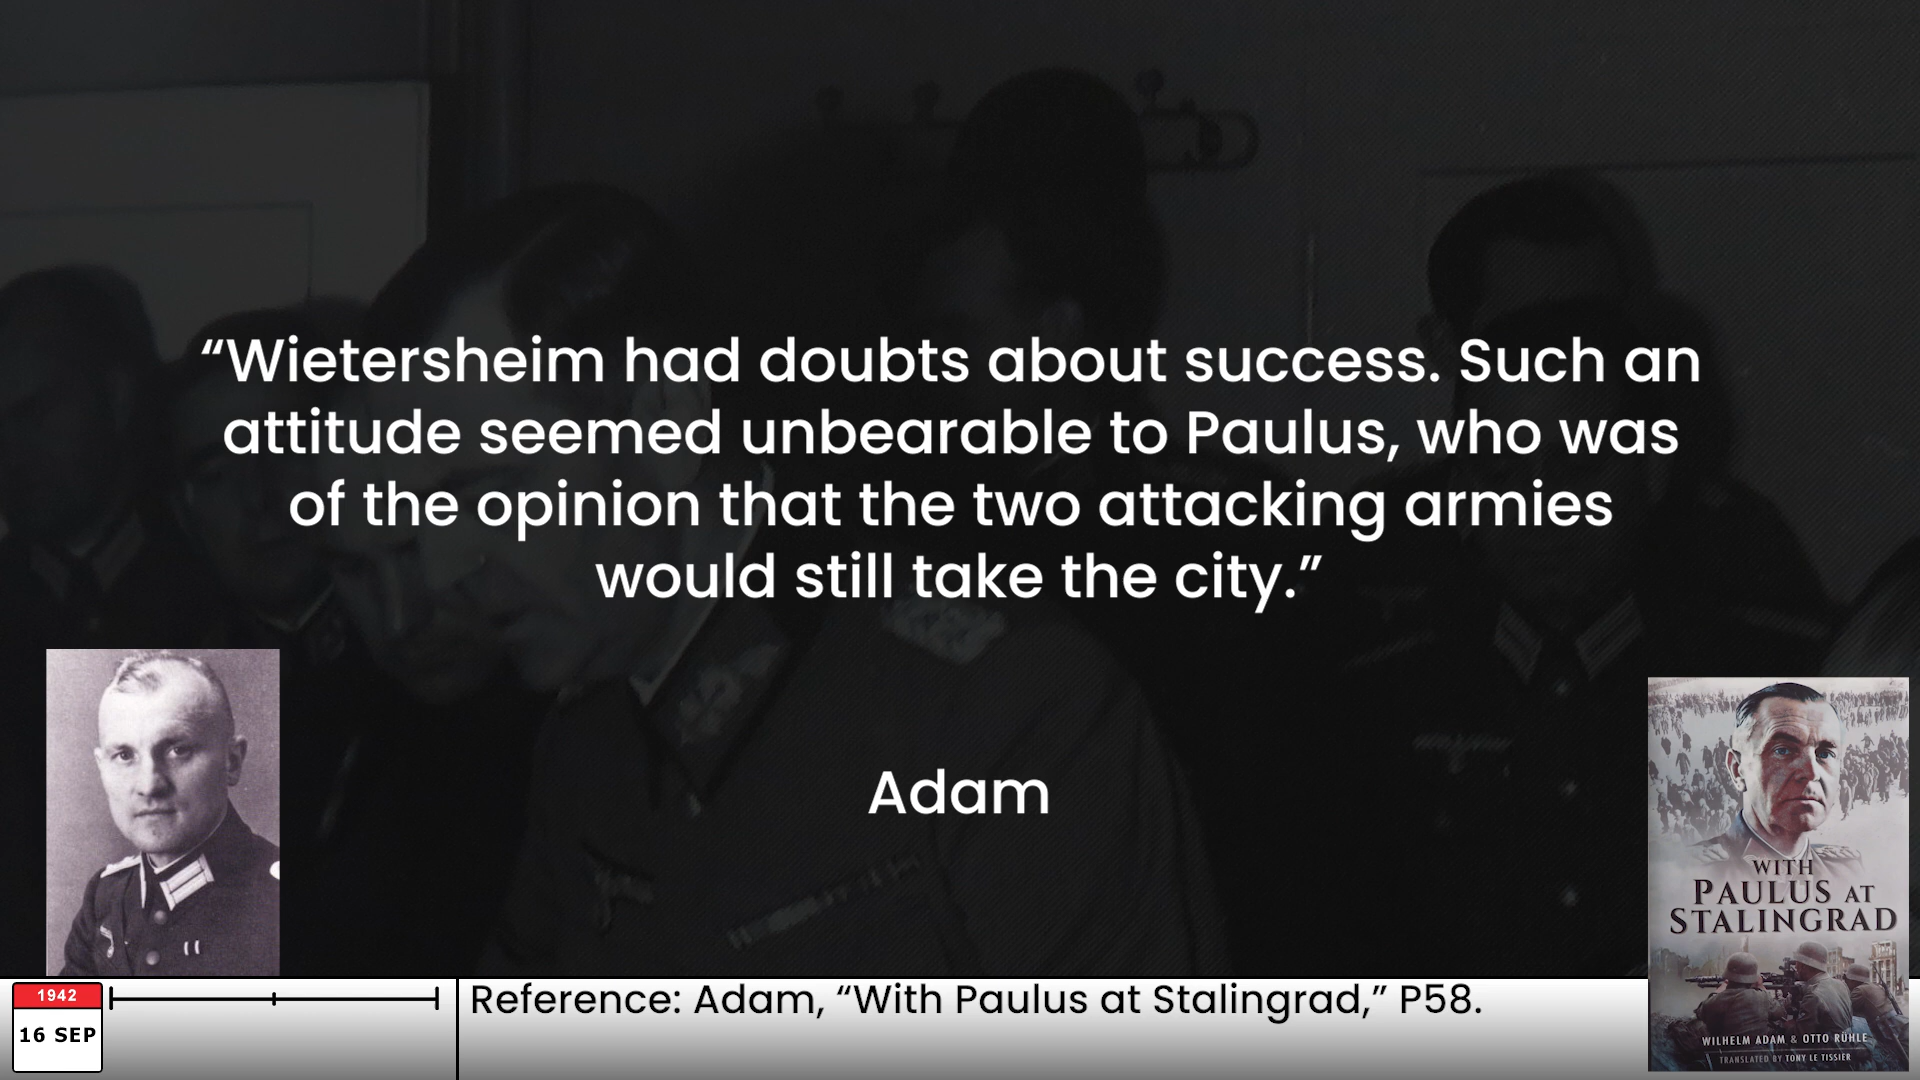 “Wietersheim had doubts about success. Such an
attitude seemed unbearable to Paulus, who was
of the opinion that the two attacking armies
would still take the city.”
Adam
WITH
PAULUS AT
STALINGRAD
WILHELM ADAM & OTTO RÜHLE
TRANSLATED BY TONY LE TISSIER
1942
16 SEP
Reference: Adam, “With Paulus at Stalingrad,” P58.